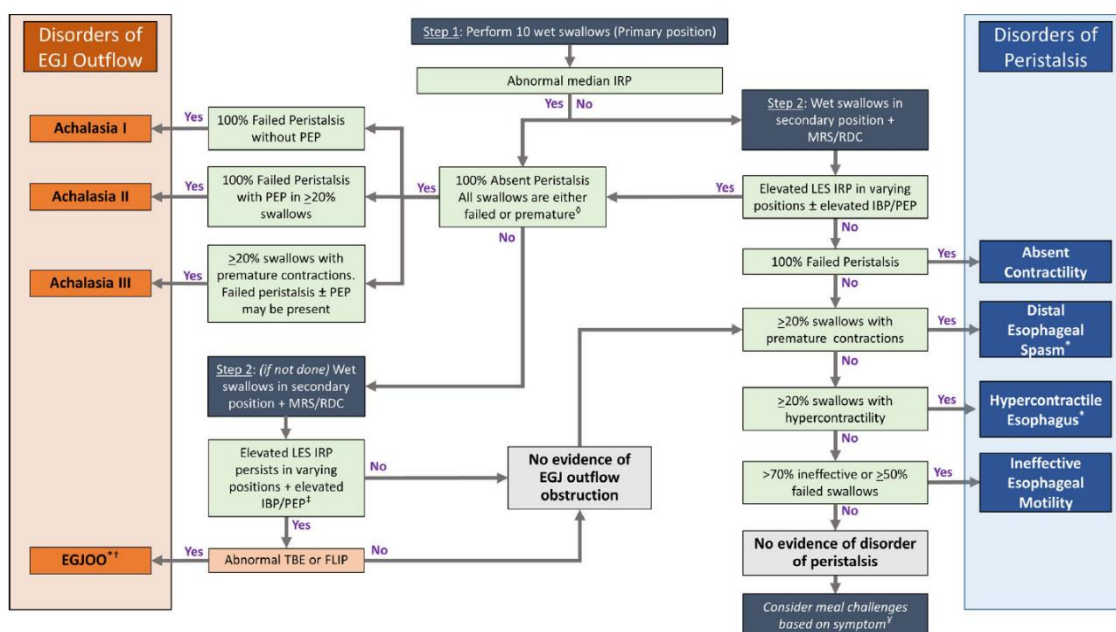 Disorders of
EGJ Outflow
Step 1: Perform 10 wet swallows (Primary position)
Disorders of
Peristalsis
Abnormal median IRP
Yes
No
Step 2: Wet swallows in
secondary position +
MRS/RDC
Achalasia I
Yes
100% Failed Peristalsis
without PEP
Achalasia II
Yes
100% Failed Peristalsis
with PEP in ≥20%
swallows
Yes
100% Absent Peristalsis
All swallows are either
failed or premature◊
Yes
Elevated LES IRP in varying
positions ± elevated IBP/PEP
No
No
Achalasia III
Yes
≥20% swallows with
premature contractions.
Failed peristalsis ± PEP
may be present
100% Failed Peristalsis
Yes
Absent
Contractility
No
≥20% swallows with
premature contractions
Yes
Distal
Esophageal
Spasm*
No
Step 2: (if not done) Wet
swallows in secondary
position + MRS/RDC
≥20% swallows with
hypercontractility
Yes
Hypercontractile
Esophagus*
No
Elevated LES IRP
persists in varying
positions + elevated
IBP/PEP‡
No
No evidence of
EGJ outflow
obstruction
>70% ineffective or ≥50%
failed swallows
Yes
Ineffective
Esophageal
Motility
Yes
No
EGJOO*†
Yes
Abnormal TBE or FLIP
No
No evidence of disorder
of peristalsis
Consider meal challenges
based on symptom¥